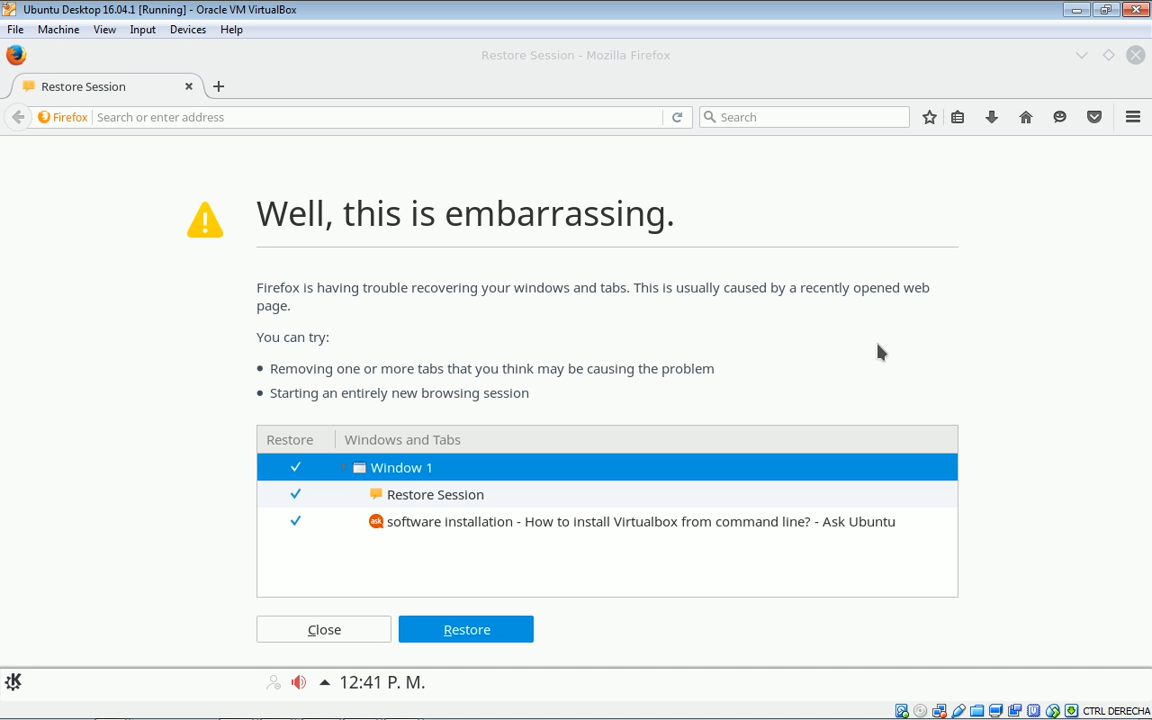 Ubuntu Desktop 16.04.1 [Running] - Oracle VM VirtualBox
File Machine View Input Devices Help
Restore Session - Mozilla Firefox
Restore Session
Firefox Search or enter address Search
Well, this is embarrassing.
Firefox is having trouble recovering your windows and tabs. This is usually caused by a recently opened web
page.
You can try:
Removing one or more tabs that you think may be causing the problem
Starting an entirely new browsing session
Restore Windows and Tabs
Window 1
Restore Session
ask software installation - How to install Virtualbox from command line? - Ask Ubuntu
Close Restore
12:41 P. M.
CTRL DERECHA